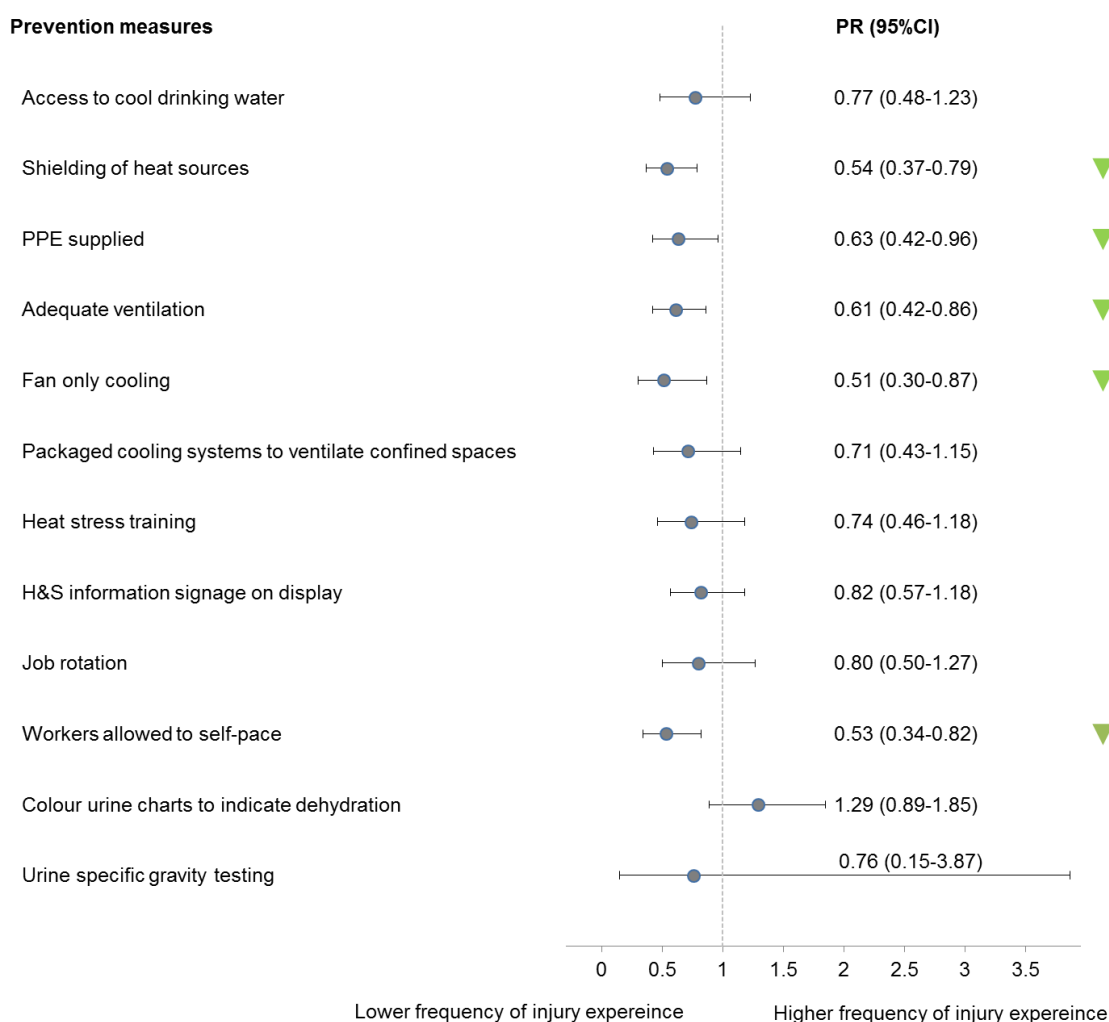 Prevention measures PR (95%CI)
Access to cool drinking water 0.77 (0.48-1.23)
Shielding of heat sources 0.54 (0.37-0.79)
PPE supplied 0.63 (0.42-0.96)
Adequate ventilation 0.61 (0.42-0.86)
Fan only cooling 0.51 (0.30-0.87)
Packaged cooling systems to ventilate confined spaces 0.71 (0.43-1.15)
Heat stress training 0.74 (0.46-1.18)
H&S information signage on display 0.82 (0.57-1.18)
Job rotation 0.80 (0.50-1.27)
Workers allowed to self-pace 0.53 (0.34-0.82)
Colour urine charts to indicate dehydration 1.29 (0.89-1.85)
Urine specific gravity testing 0.76 (0.15-3.87)
0 0.5 1 1.5 2 2.5 3 3.5
Lower frequency of injury expereince Higher frequency of injury expereince